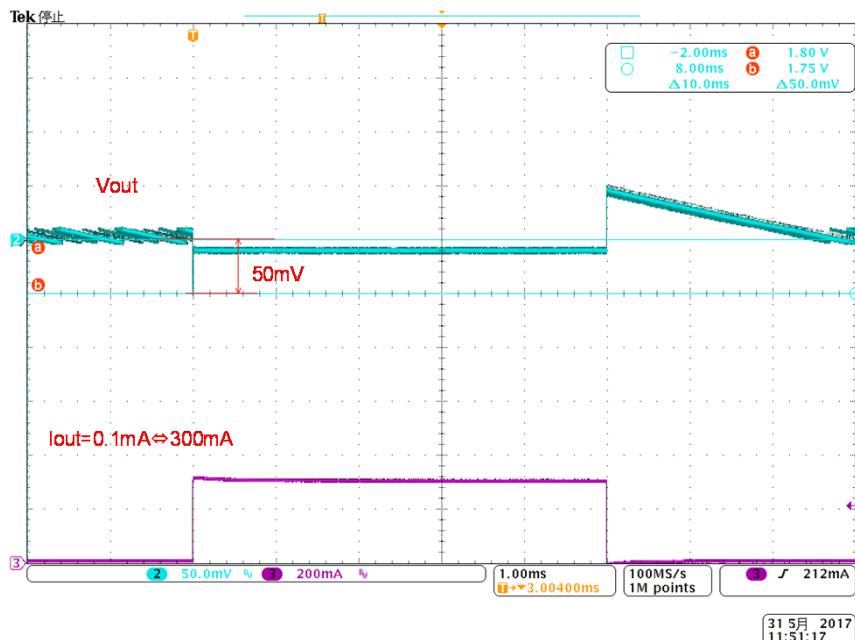 Tek 停止
T
T
−2.00ms a 1.80 V
8.00ms b 1.75 V
Δ10.0ms Δ50.0mV
Vout
2
a
50mV
b
Iout=0.1mA⇔300mA
3
2 50.0mV BW 3 200mA BW
1.00ms
T→▼3.00400ms
100MS/s
1M points
3 ʃ 212mA
31 5月 2017
11:51:17